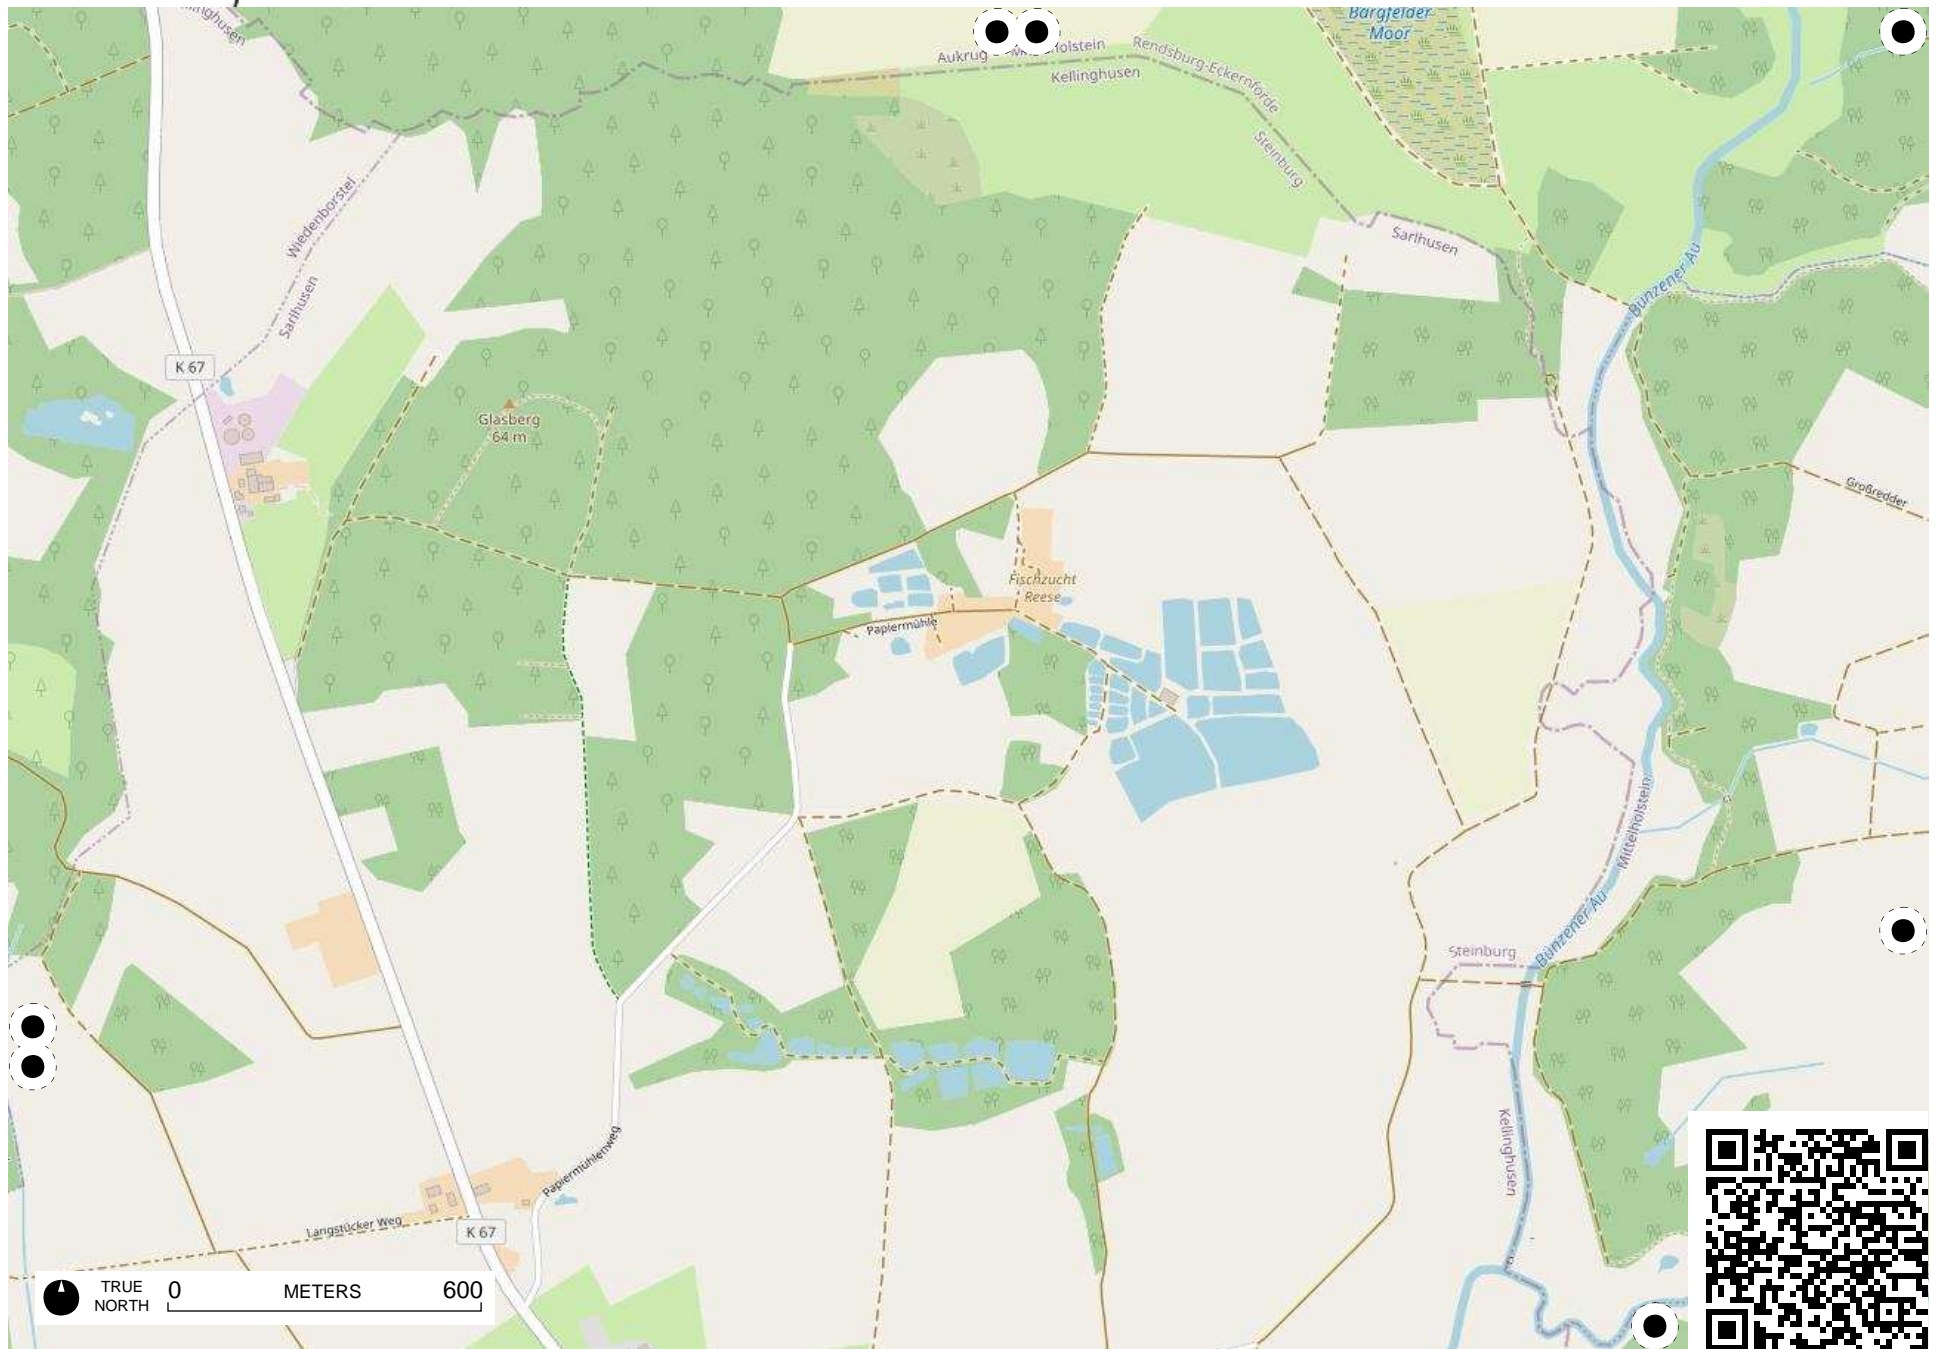 Bargfelder
Moor
Aukrug
Kellinghusen
Rendsburg-Eckernförde
Steinburg
Wiedenborstel
Sarlhusen
Sarlhusen
Bünzener Au
K 67
Glasberg
64 m
Großredder
Fischzucht
Reese
Papiermühle
Mittelholstein
Steinburg
Bünzener Au
Kellinghusen
Papiermühlenweg
Langstücker Weg
K 67
TRUE
NORTH
0 METERS 600